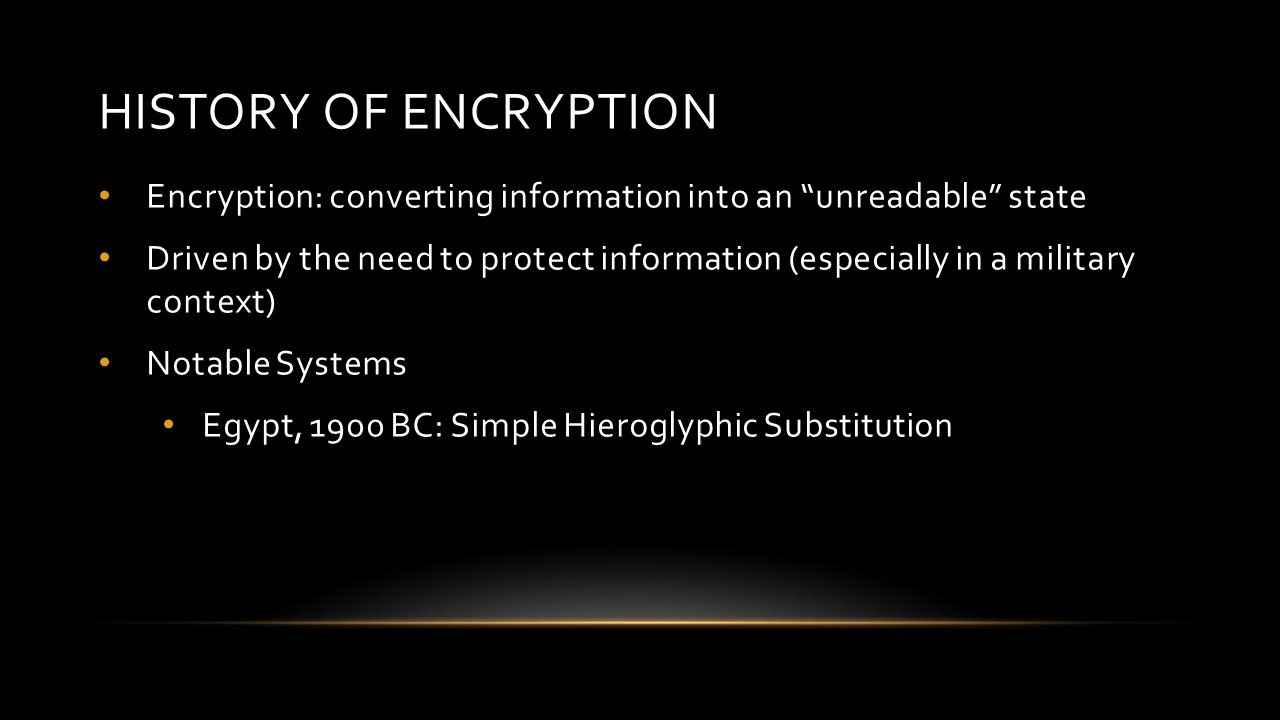 HISTORY OF ENCRYPTION
• Encryption: converting information into an “unreadable” state
• Driven by the need to protect information (especially in a military
context)
• Notable Systems
• Egypt, 1900 BC: Simple Hieroglyphic Substitution